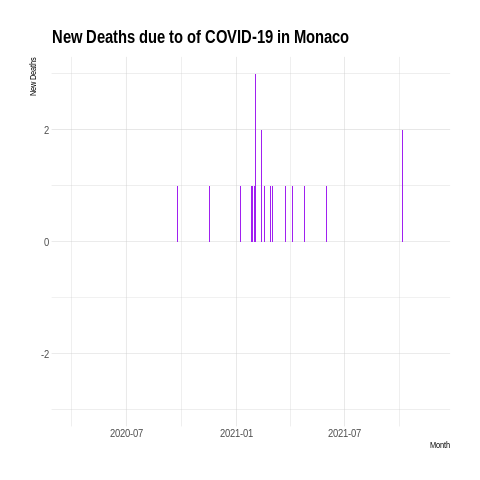 New Deaths due to of COVID-19 in Monaco
New Deaths
2
0
-2
2020-07
2021-01
2021-07
Month